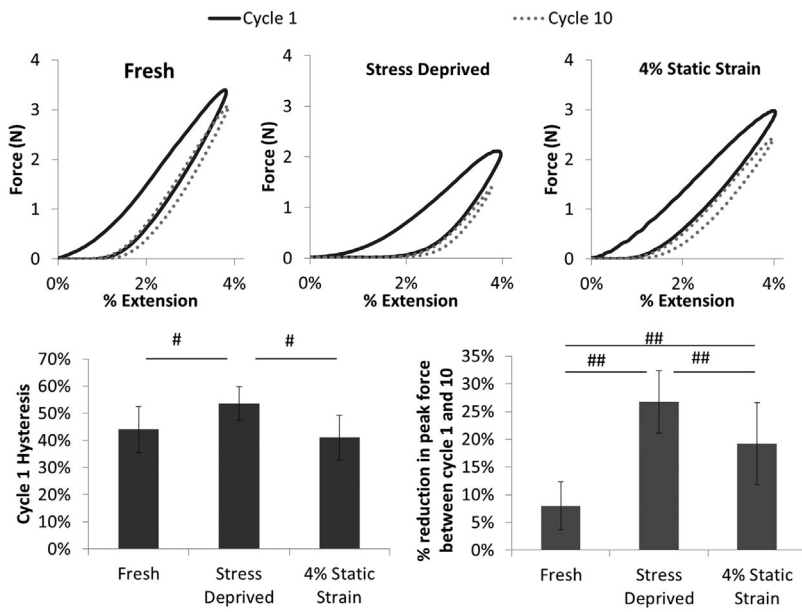 Cycle 1
Cycle 10
Fresh
Force (N)
4
3
2
1
0
0%
2%
4%
% Extension
Stress Deprived
Force (N)
4
3
2
1
0
0%
2%
4%
% Extension
4% Static Strain
Force (N)
4
3
2
1
0
0%
2%
4%
% Extension
Cycle 1 Hysteresis
70%
60%
50%
40%
30%
20%
10%
0%
#
#
Fresh
Stress
Deprived
4% Static
Strain
% reduction in peak force
between cycle 1 and 10
35%
30%
25%
20%
15%
10%
5%
0%
##
##
##
Fresh
Stress
Deprived
4% Static
Strain